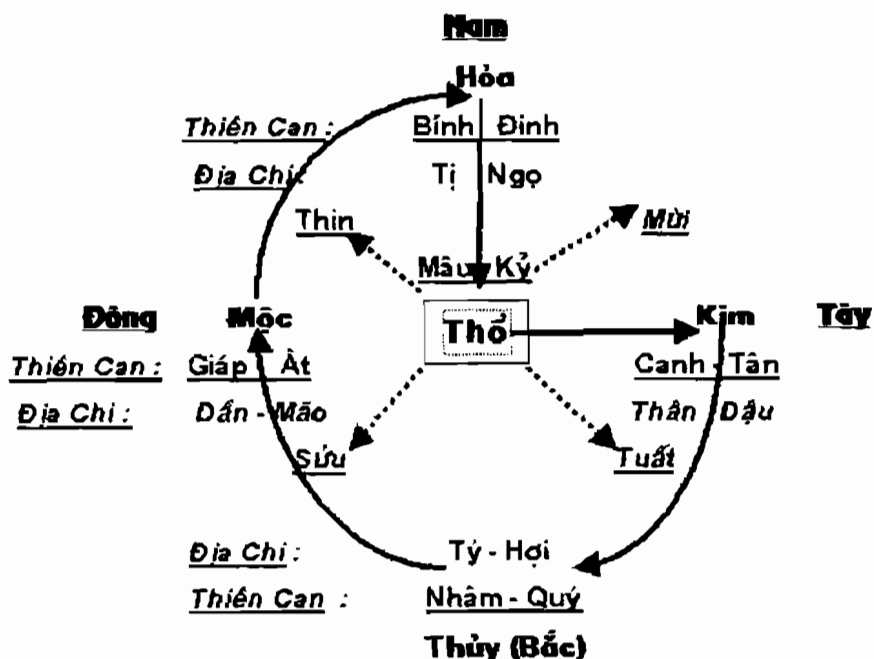 Nam
Hỏa
Thiên Can : Bính Đinh
Địa Chi: Tị Ngọ
Thìn Mùi
Mâu Kỷ
Đông Mộc Thổ Kim Tây
Thiên Can : Giáp Ất Canh - Tân
Địa Chi : Dần - Mão Thân Dậu
Sửu Tuất
Địa Chi : Tý - Hợi
Thiên Can : Nhâm - Quý
Thủy (Bắc)